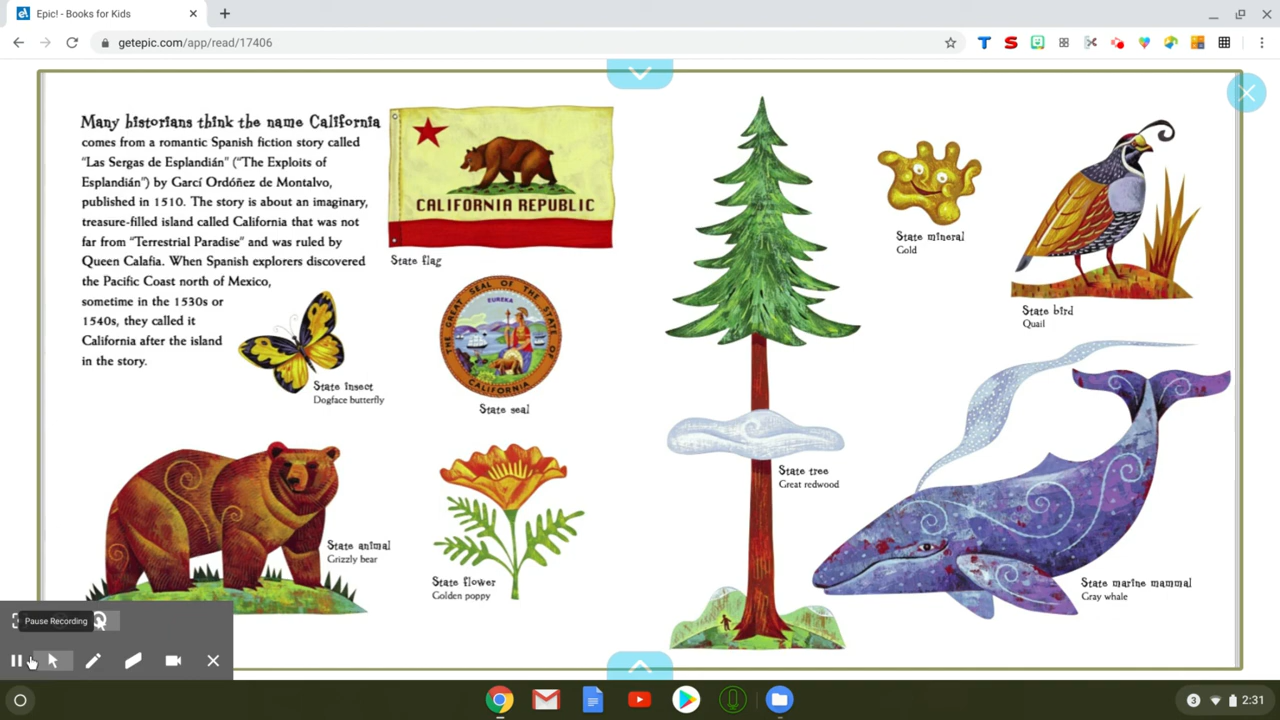 Epic! - Books for Kids
getepic.com/app/read/17406
Many historians think the name California
comes from a romantic Spanish fiction story called
“Las Sergas de Esplandián” (“The Exploits of
Esplandián”) by Garcí Ordóñez de Montalvo,
published in 1510. The story is about an imaginary,
treasure-filled island called California that was not
far from “Terrestrial Paradise” and was ruled by
Queen Calafia. When Spanish explorers discovered
the Pacific Coast north of Mexico,
sometime in the 1530s or
1540s, they called it
California after the island
in the story.
CALIFORNIA REPUBLIC
State flag
State insect
Dogface butterfly
THE GREAT SEAL OF THE STATE OF CALIFORNIA
EUREKA
State seal
State animal
Grizzly bear
State flower
Golden poppy
State tree
Great redwood
State mineral
Gold
State bird
Quail
State marine mammal
Gray whale
Pause Recording
3
2:31